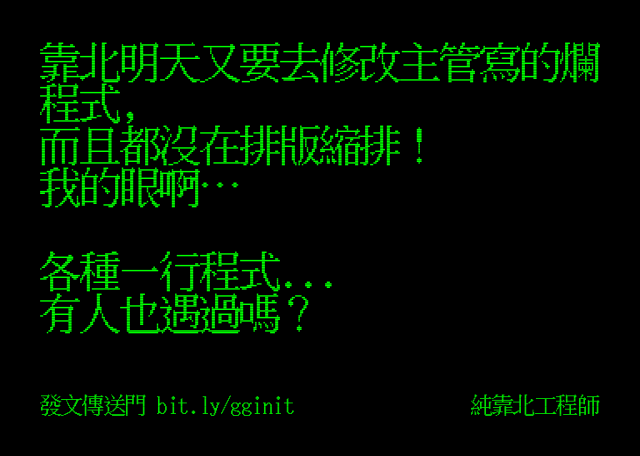 靠北明天又要去修改主管寫的爛
程式,
而且都沒在排版縮排！
我的眼啊…
各種一行程式...
有人也遇過嗎？
發文傳送門 bit.ly/gginit
純靠北工程師